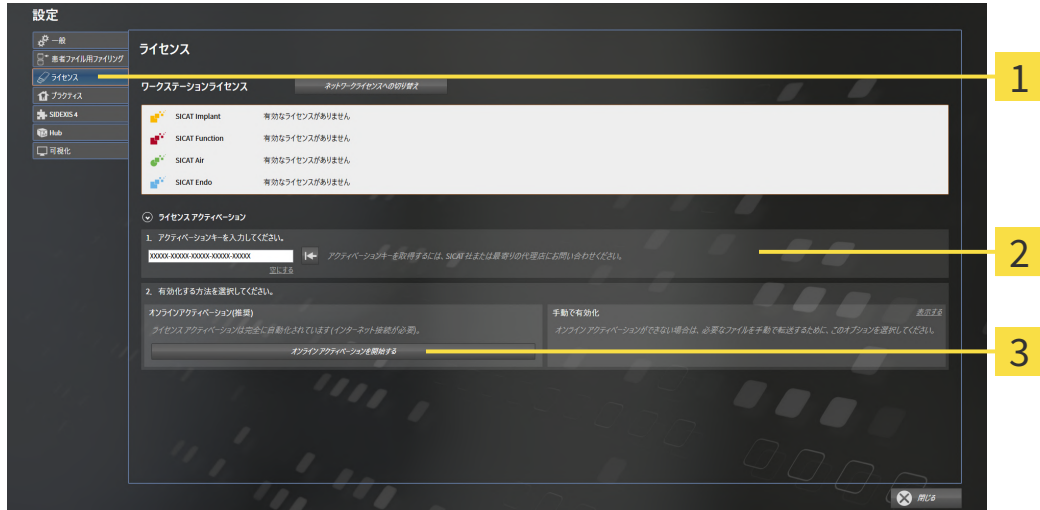 設定
一般
患者ファイル用ファイリング
ライセンス
プラクティス
SIDEXIS 4
Hub
可視化
ライセンス
ワークステーションライセンス
ネットワークライセンスへの切り替え
SICAT Implant 有効なライセンスがありません
SICAT Function 有効なライセンスがありません
SICAT Air 有効なライセンスがありません
SICAT Endo 有効なライセンスがありません
ライセンス アクティベーション
1. アクティベーションキーを入力してください。
XXXXX-XXXXX-XXXXX-XXXXX-XXXXX
アクティベーションキーを取得するには、SICAT 社または最寄りの代理店にお問い合わせください。
空にする
2. 有効化する方法を選択してください。
オンラインアクティベーション(推奨)
ライセンス アクティベーションは完全に自動化されています(インターネット接続が必要)。
オンライン アクティベーションを開始する
手動で有効化
表示する
オンライン アクティベーションができない場合は、必要なファイルを手動で転送するために、このオプションを選択してください。
閉じる
1
2
3